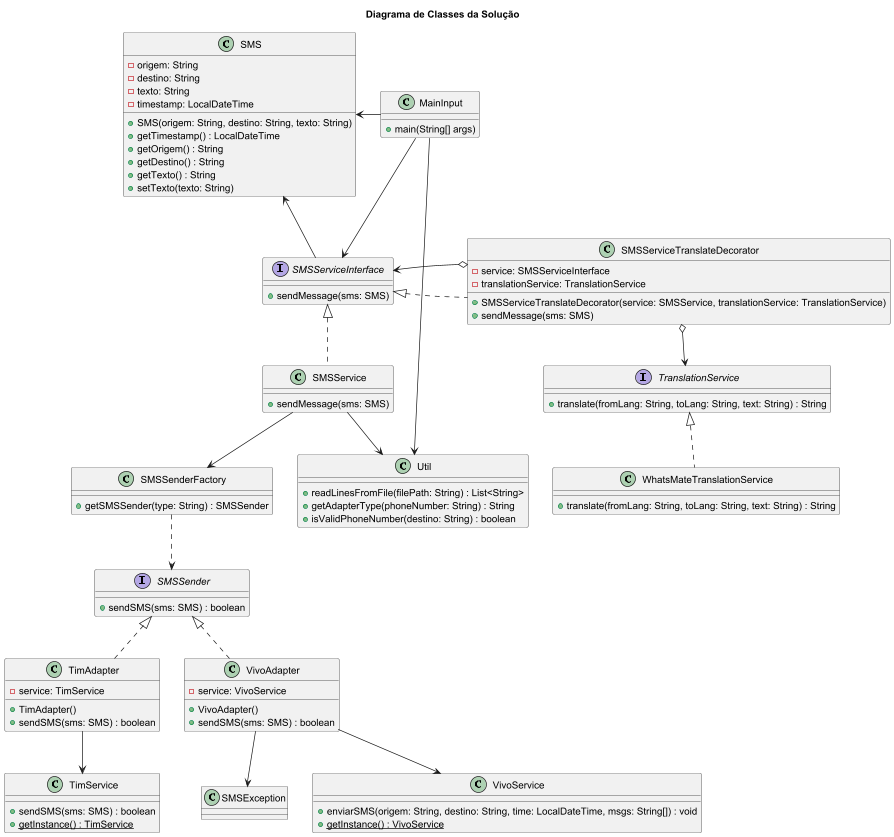 Diagrama de Classes da Solução
C SMS
origem: String
destino: String
texto: String
timestamp: LocalDateTime
SMS(origem: String, destino: String, texto: String)
getTimestamp() : LocalDateTime
getOrigem() : String
getDestino() : String
getTexto() : String
setTexto(texto: String)
C MainInput
main(String[] args)
I SMSServiceInterface
sendMessage(sms: SMS)
C SMSServiceTranslateDecorator
service: SMSServiceInterface
translationService: TranslationService
SMSServiceTranslateDecorator(service: SMSService, translationService: TranslationService)
sendMessage(sms: SMS)
C SMSService
sendMessage(sms: SMS)
I TranslationService
translate(fromLang: String, toLang: String, text: String) : String
C SMSSenderFactory
getSMSSender(type: String) : SMSSender
C Util
readLinesFromFile(filePath: String) : List<String>
getAdapterType(phoneNumber: String) : String
isValidPhoneNumber(destino: String) : boolean
C WhatsMateTranslationService
translate(fromLang: String, toLang: String, text: String) : String
I SMSSender
sendSMS(sms: SMS) : boolean
C TimAdapter
service: TimService
TimAdapter()
sendSMS(sms: SMS) : boolean
C VivoAdapter
service: VivoService
VivoAdapter()
sendSMS(sms: SMS) : boolean
C TimService
sendSMS(sms: SMS) : boolean
getInstance() : TimService
C SMSException
C VivoService
enviarSMS(origem: String, destino: String, time: LocalDateTime, msgs: String[]) : void
getInstance() : VivoService